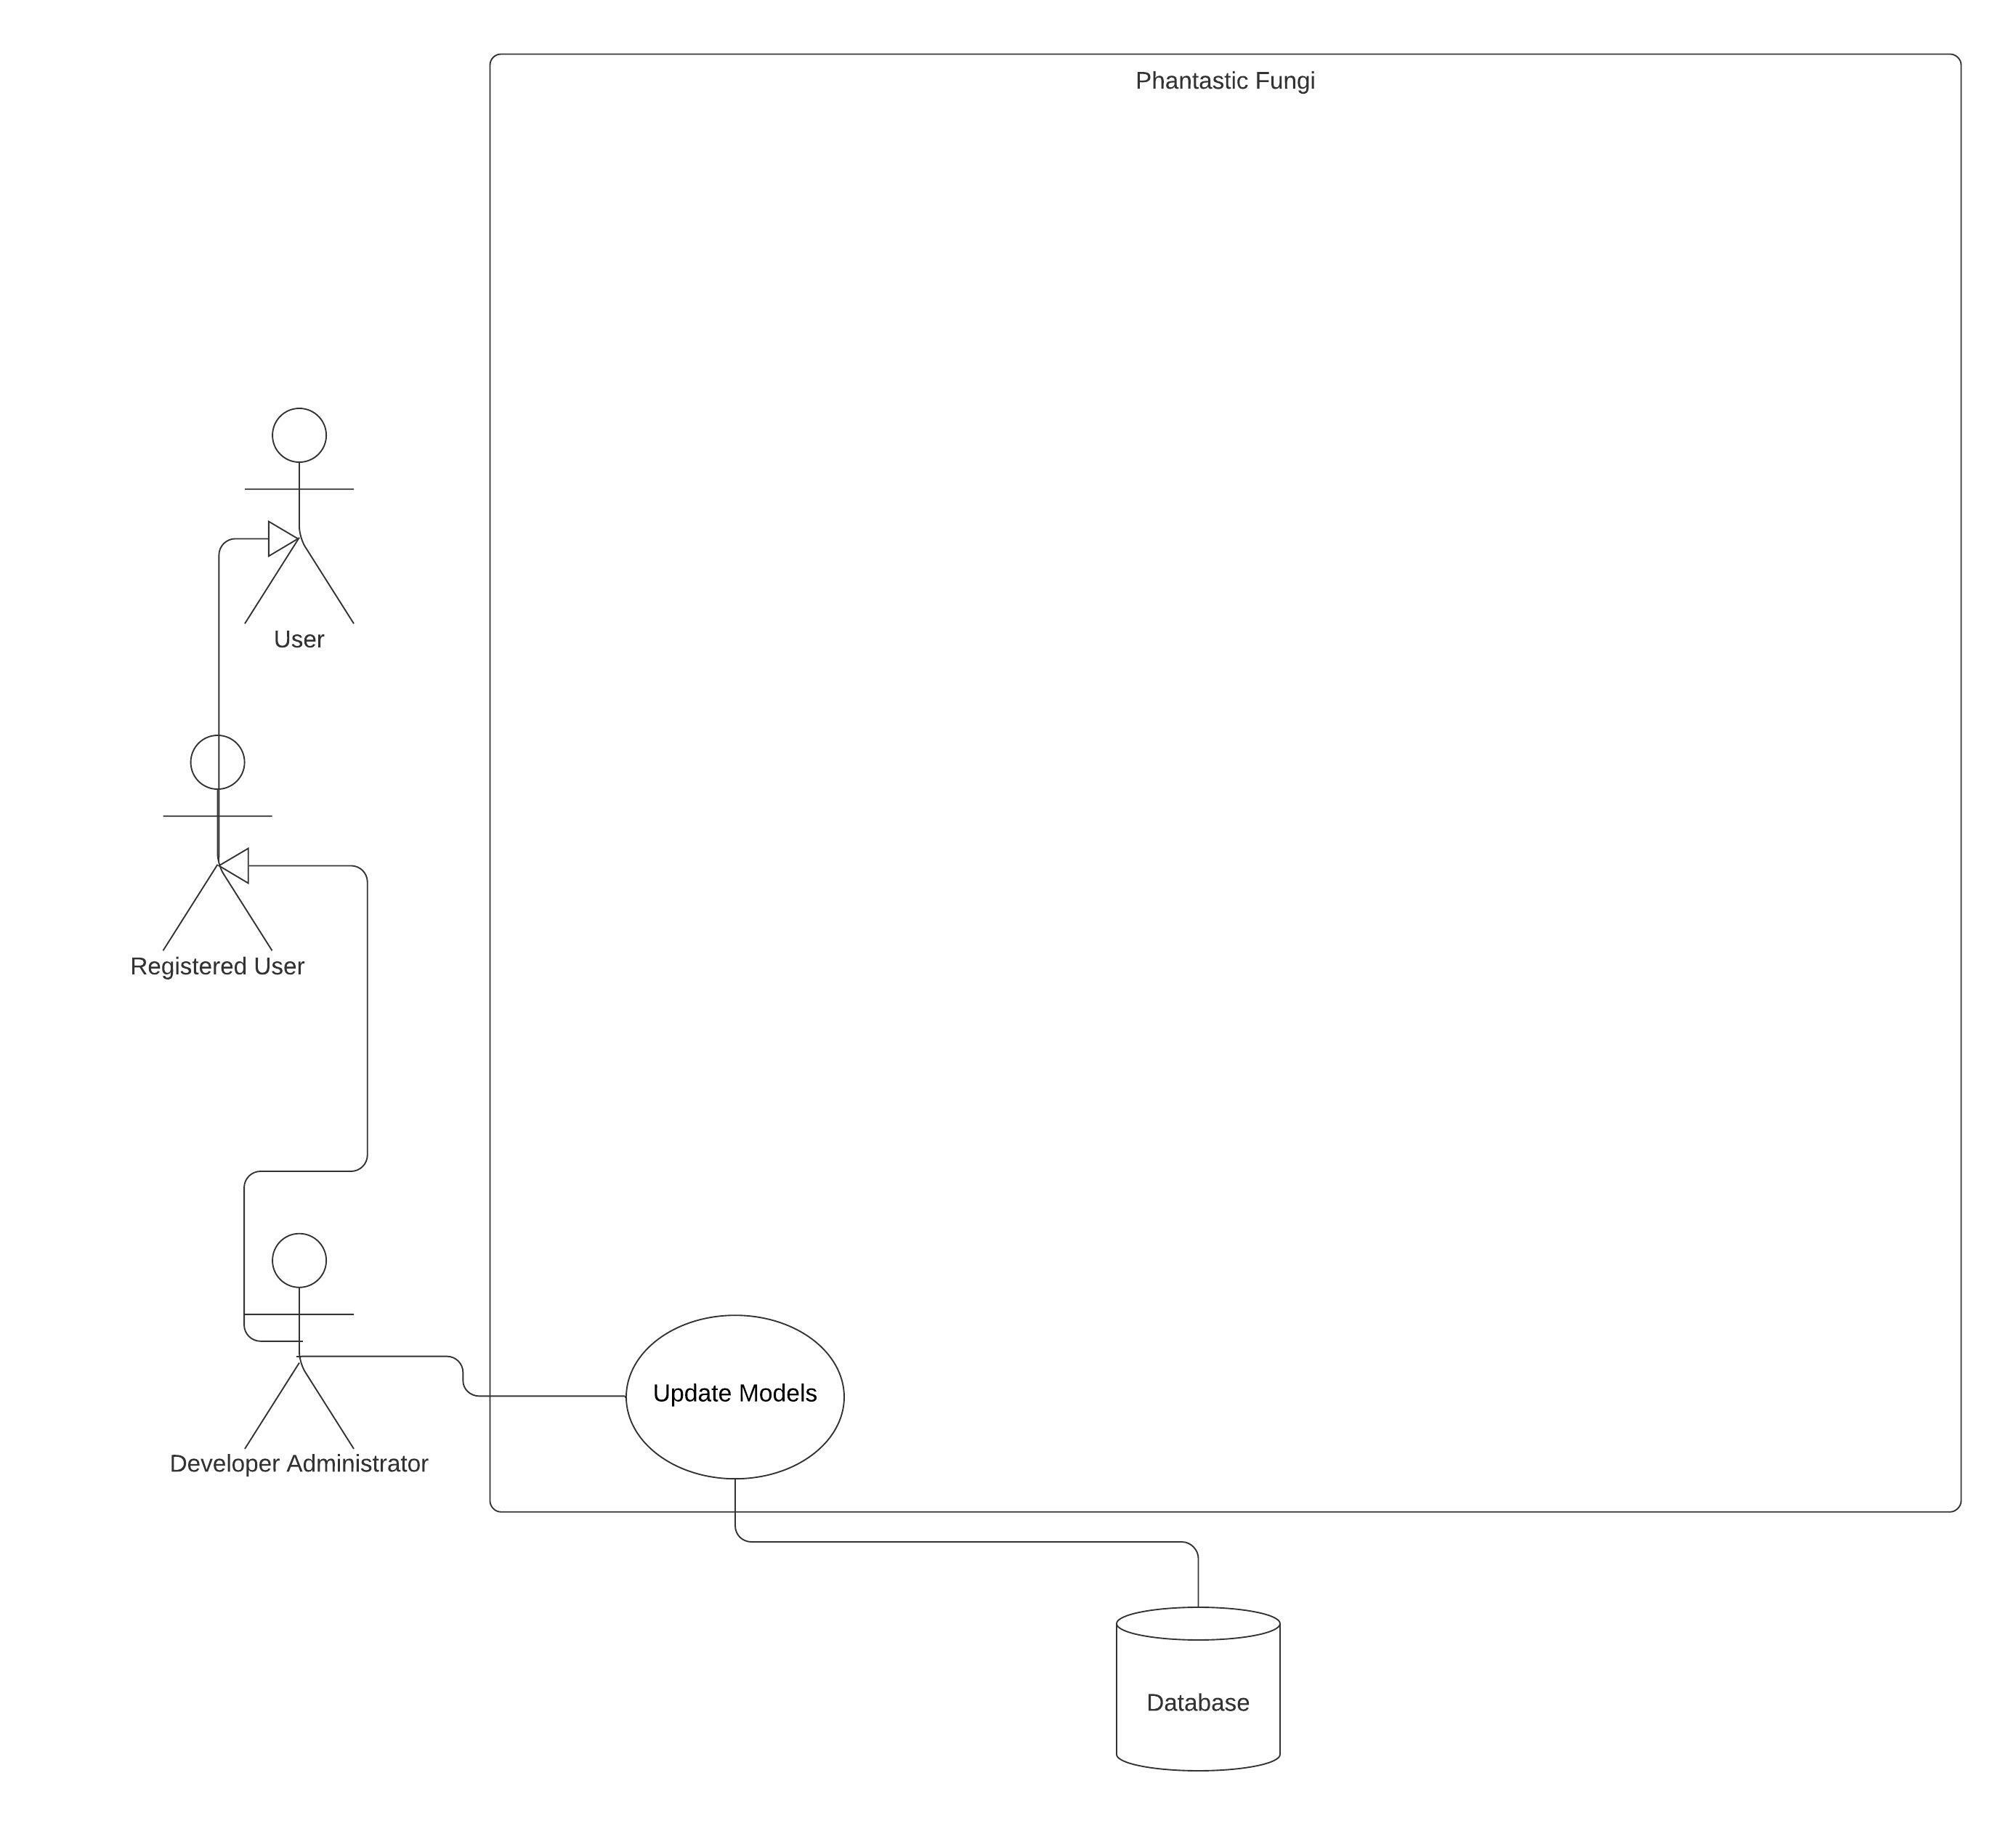 Phantastic Fungi
User
Registered User
Update Models
Developer Administrator
Database